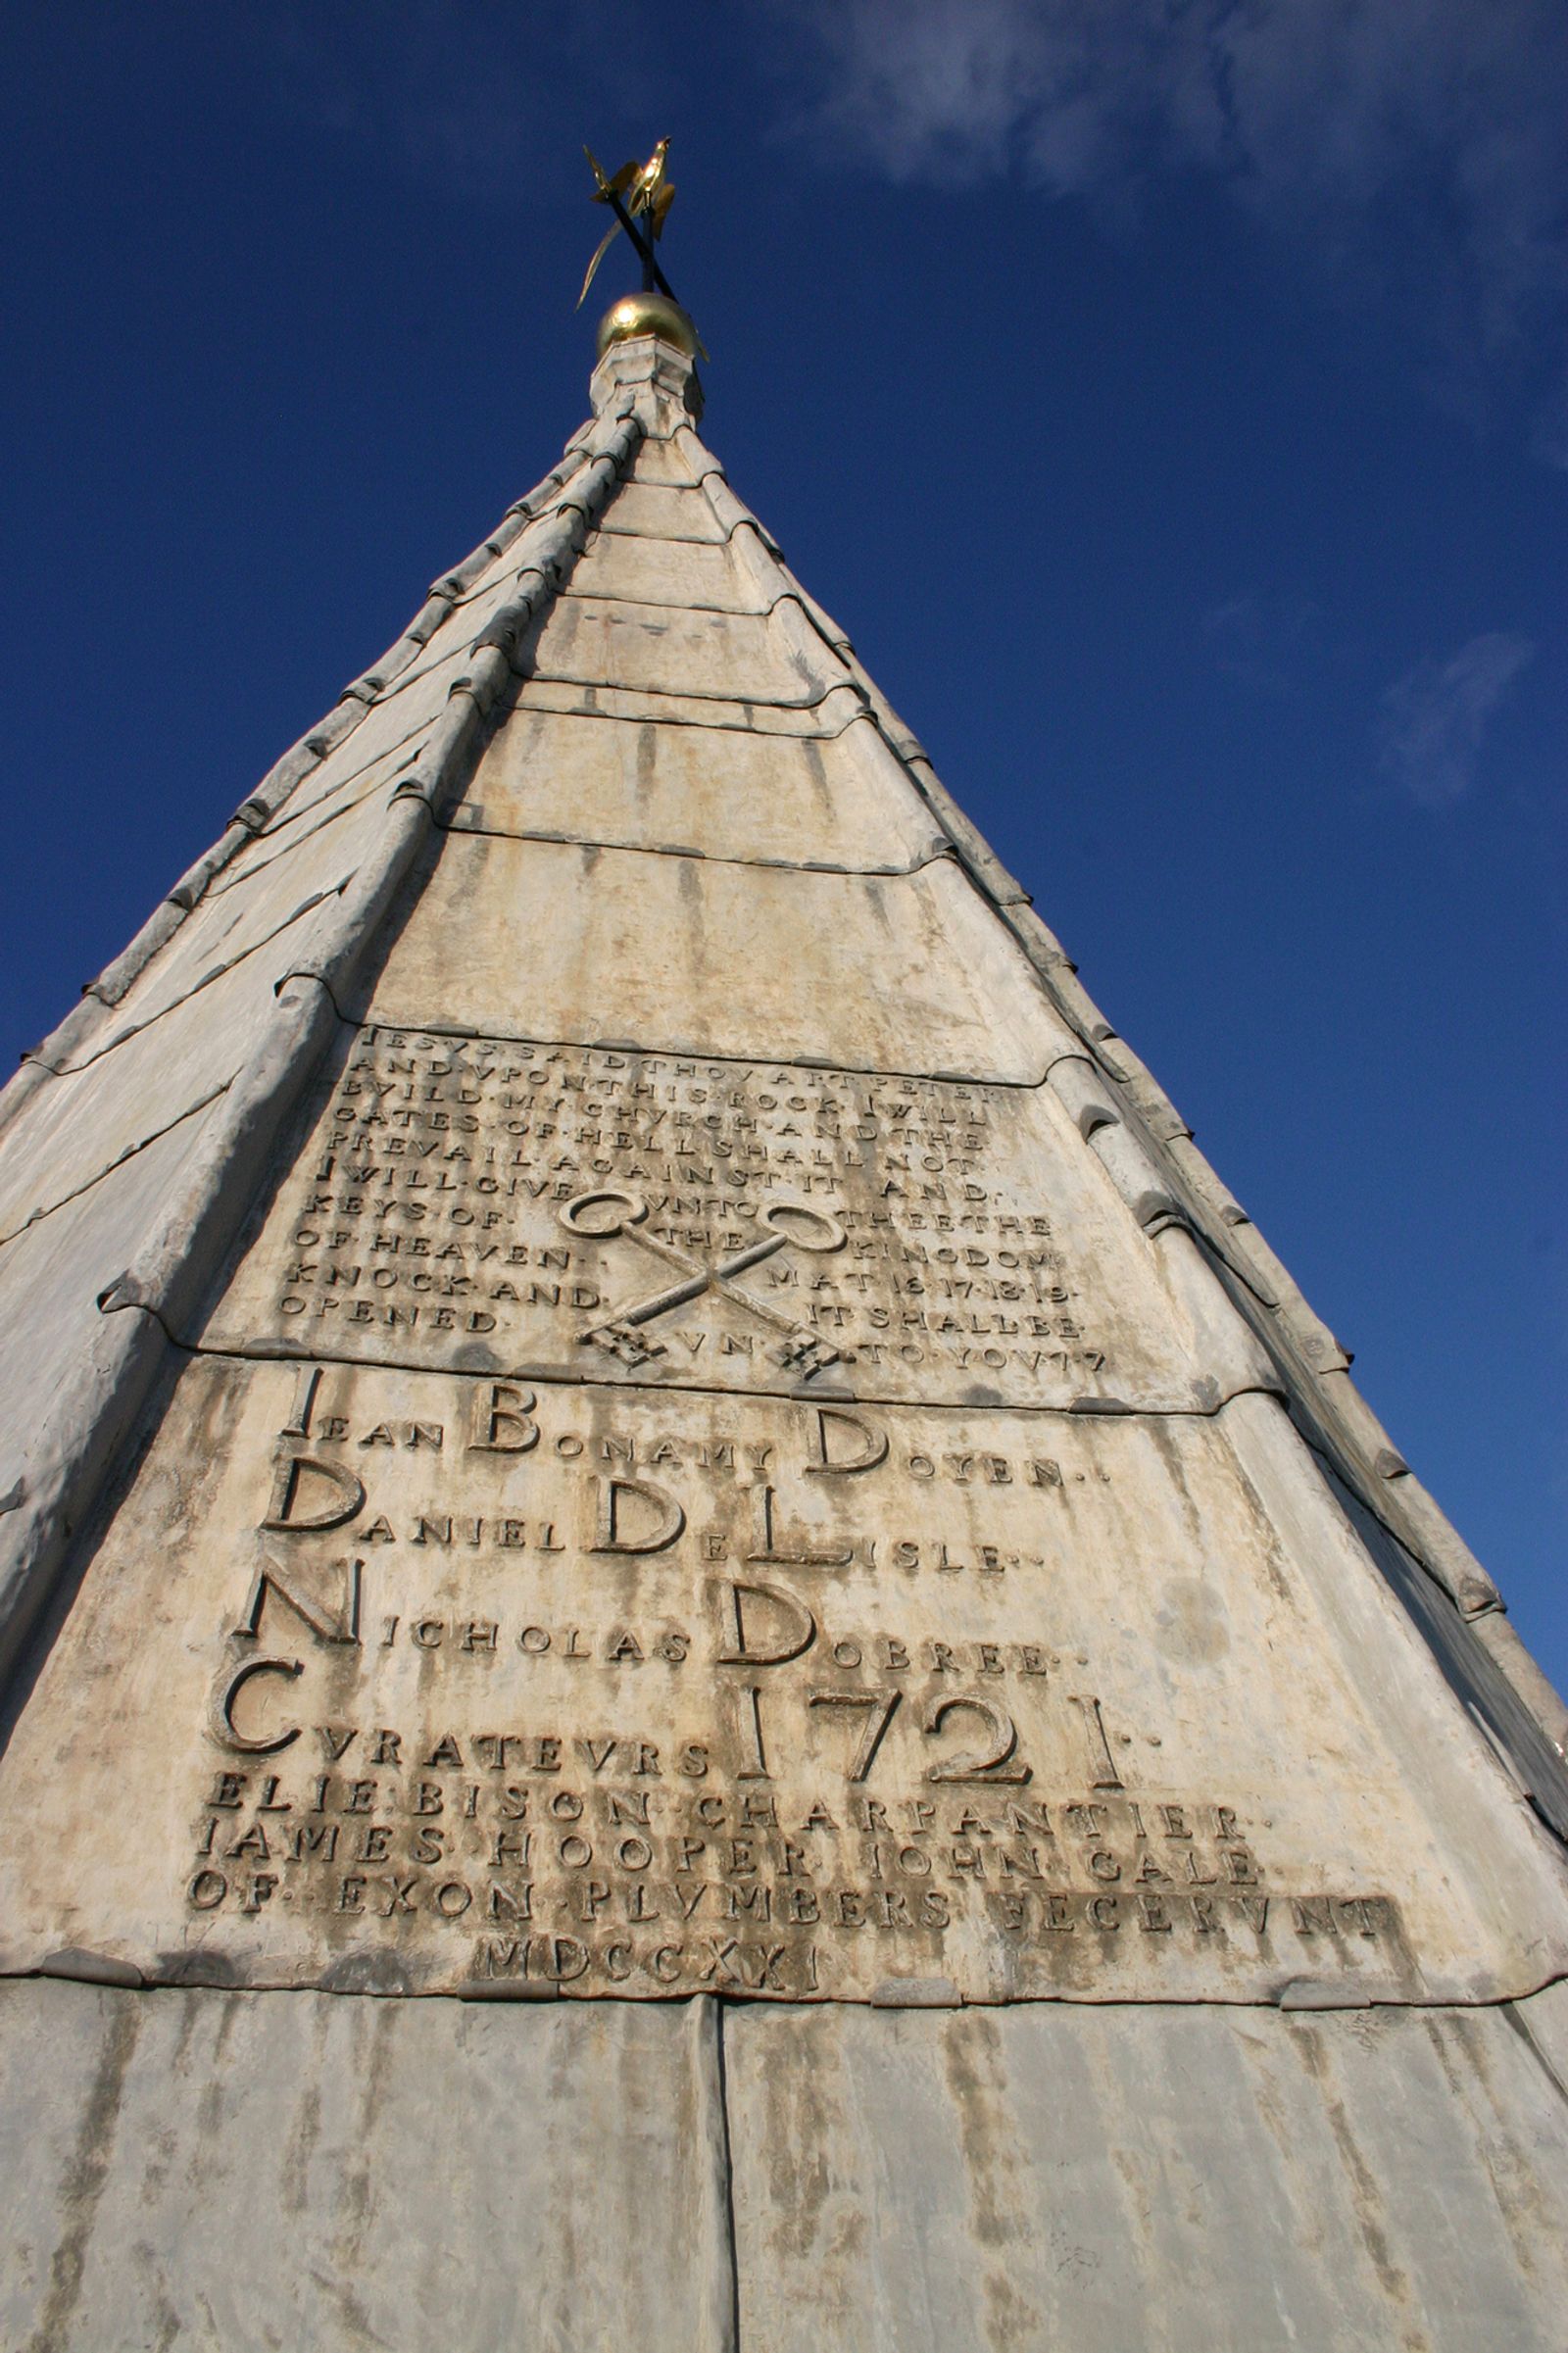 IESVS·SAID·THOV·ART·PETER
AND·VPON·THIS·ROCK·I WILL
BVILD·MY·CHVRCH·AND·THE
GATES·OF·HELL SHALL NOT·
PREVAIL·AGAINST·IT AND·
I WILL·GIVE VNTO THEE THE
KEYS OF· THE KINGDOM
OF HEAVEN·· MAT 16·17·18·19·
KNOCK·AND IT SHALL BE
OPENED· VN·TO·YOV·7·7
IEAN BONAMY DOYEN··
DANIEL DE LISLE··
NICHOLAS DOBREE··
CVRATEVRS 1721··
ELIE·BISON·CHARPANTIER··
IAMES·HOOPER IOHN GALE
OF·EXON·PLVMBERS FECERVNT
MDCCXXI